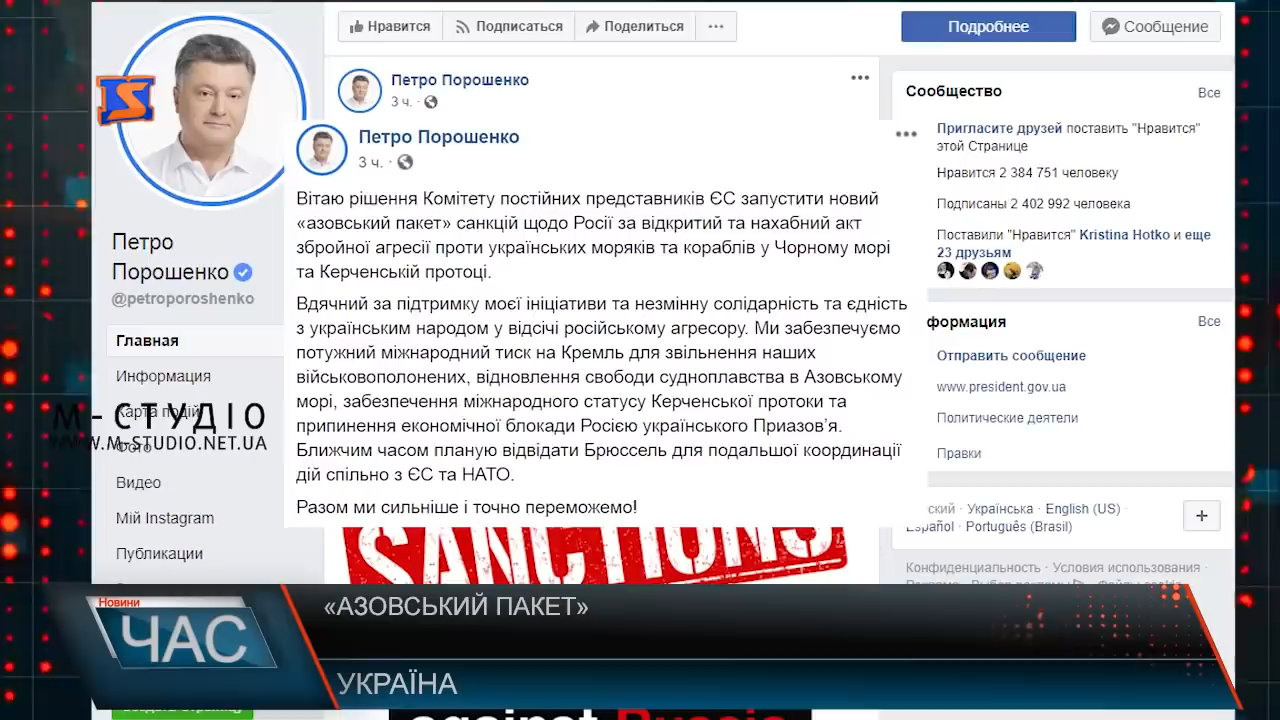 Нравится
Подписаться
Поделиться
Подробнее
Сообщение
Петро Порошенко
3 ч.
Петро Порошенко
3 ч.
Вітаю рішення Комітету постійних представників ЄС запустити новий
«азовський пакет» санкцій щодо Росії за відкритий та нахабний акт
збройної агресії проти українських моряків та кораблів у Чорному морі
та Керченській протоці.
Вдячний за підтримку моєї ініціативи та незмінну солідарність та єдність
з українським народом у відсічі російському агресору. Ми забезпечуємо
потужний міжнародний тиск на Кремль для звільнення наших
військовополонених, відновлення свободи судноплавства в Азовському
морі, забезпечення міжнародного статусу Керченської протоки та
припинення економічної блокади Росією українського Приазов’я.
Ближчим часом планую відвідати Брюссель для подальшої координації
дій спільно з ЄС та НАТО.
Разом ми сильніше і точно переможемо!
SANCTIONS
against Russia
Петро
Порошенко
@petroporoshenko
Главная
Информация
Карта подій
Фото
Видео
Мій Instagram
Публикации
М-СТУДІО
WWW.M-STUDIO.NET.UA
Сообщество
Все
Пригласите друзей поставить "Нравится"
этой Странице
Нравится 2 384 751 человеку
Подписаны 2 402 992 человека
Поставили "Нравится" Kristina Hotko и еще
23 друзьям
формация
Все
Отправить сообщение
www.president.gov.ua
Политические деятели
Правки
ский · Українська · English (US) ·
Español · Português (Brasil)
+
Конфиденциальность · Условия использования ·
Новини
ЧАС
«АЗОВСЬКИЙ ПАКЕТ»
УКРАЇНА